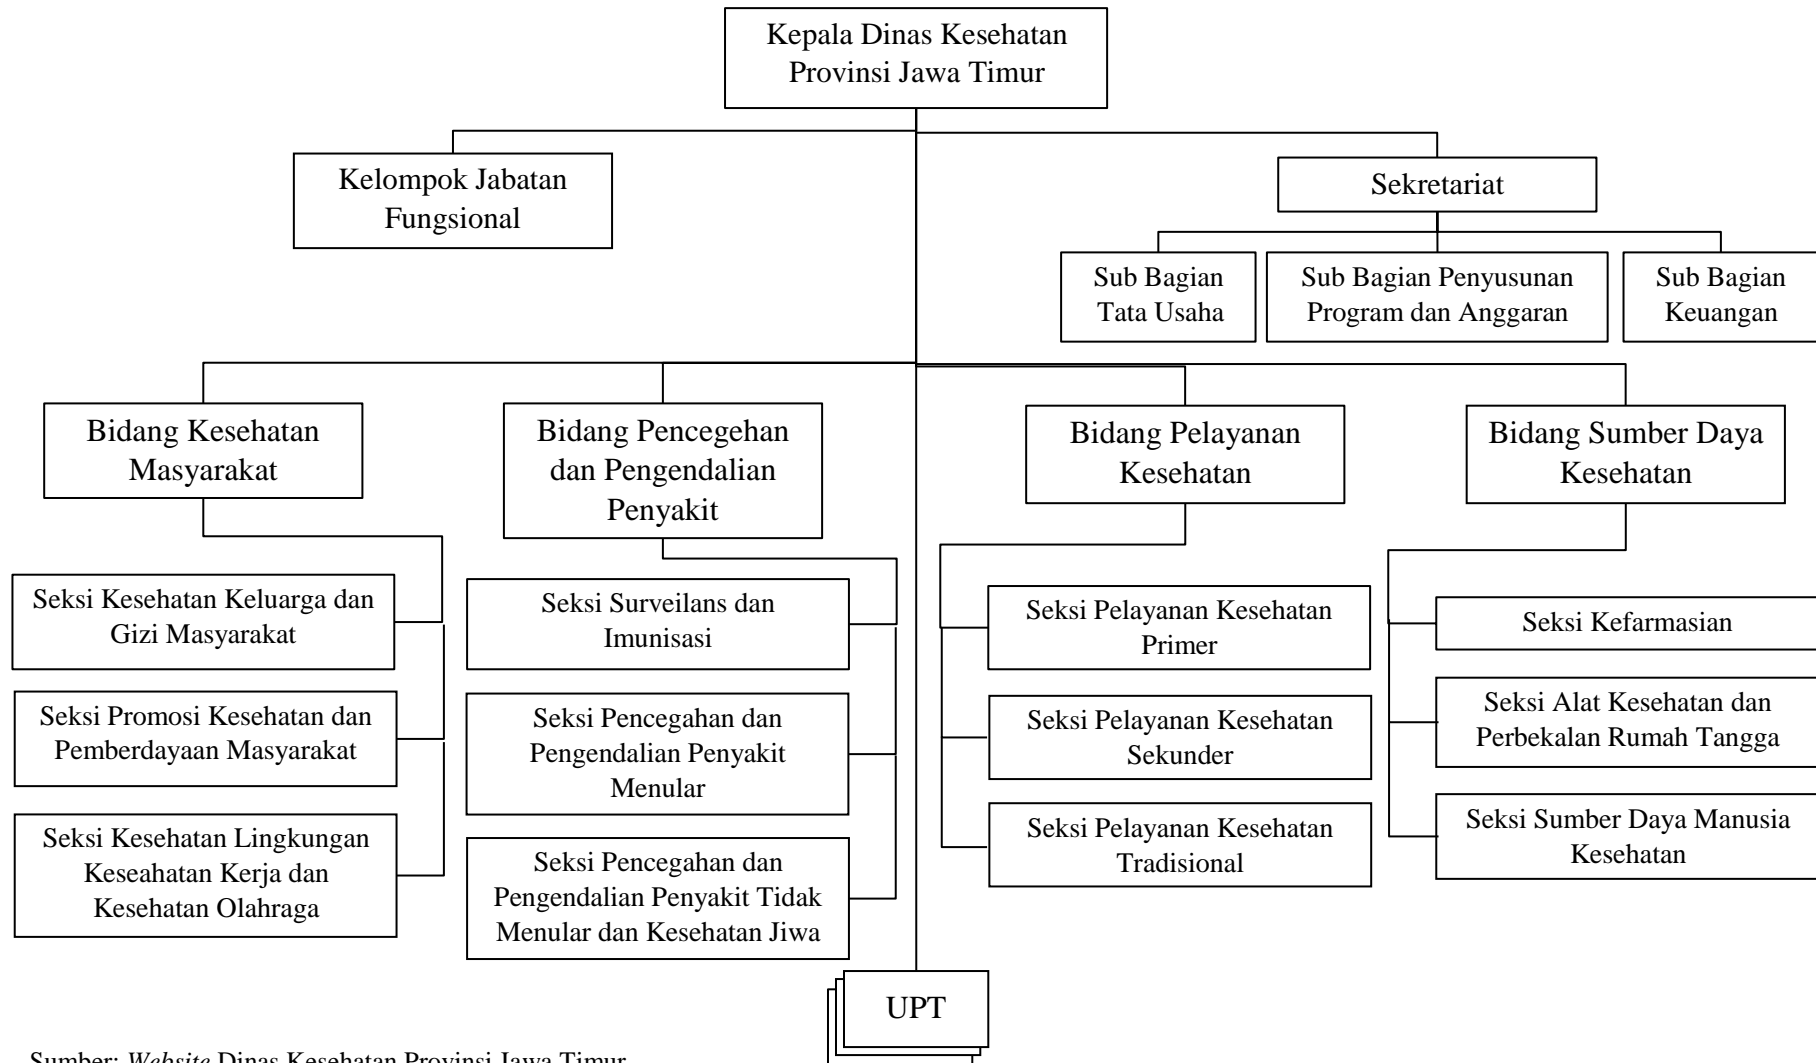 Kepala Dinas Kesehatan
Provinsi Jawa Timur
Kelompok Jabatan
Fungsional
Sekretariat
Sub Bagian
Tata Usaha
Sub Bagian Penyusunan
Program dan Anggaran
Sub Bagian
Keuangan
Bidang Kesehatan
Masyarakat
Bidang Pencegehan
dan Pengendalian
Penyakit
Bidang Pelayanan
Kesehatan
Bidang Sumber Daya
Kesehatan
Seksi Kesehatan Keluarga dan
Gizi Masyarakat
Seksi Promosi Kesehatan dan
Pemberdayaan Masyarakat
Seksi Kesehatan Lingkungan
Keseahatan Kerja dan
Kesehatan Olahraga
Seksi Surveilans dan
Imunisasi
Seksi Pencegahan dan
Pengendalian Penyakit
Menular
Seksi Pencegahan dan
Pengendalian Penyakit Tidak
Menular dan Kesehatan Jiwa
Seksi Pelayanan Kesehatan
Primer
Seksi Pelayanan Kesehatan
Sekunder
Seksi Pelayanan Kesehatan
Tradisional
Seksi Kefarmasian
Seksi Alat Kesehatan dan
Perbekalan Rumah Tangga
Seksi Sumber Daya Manusia
Kesehatan
UPT
Sumber: Website Dinas Kesehatan Provinsi Jawa Timur